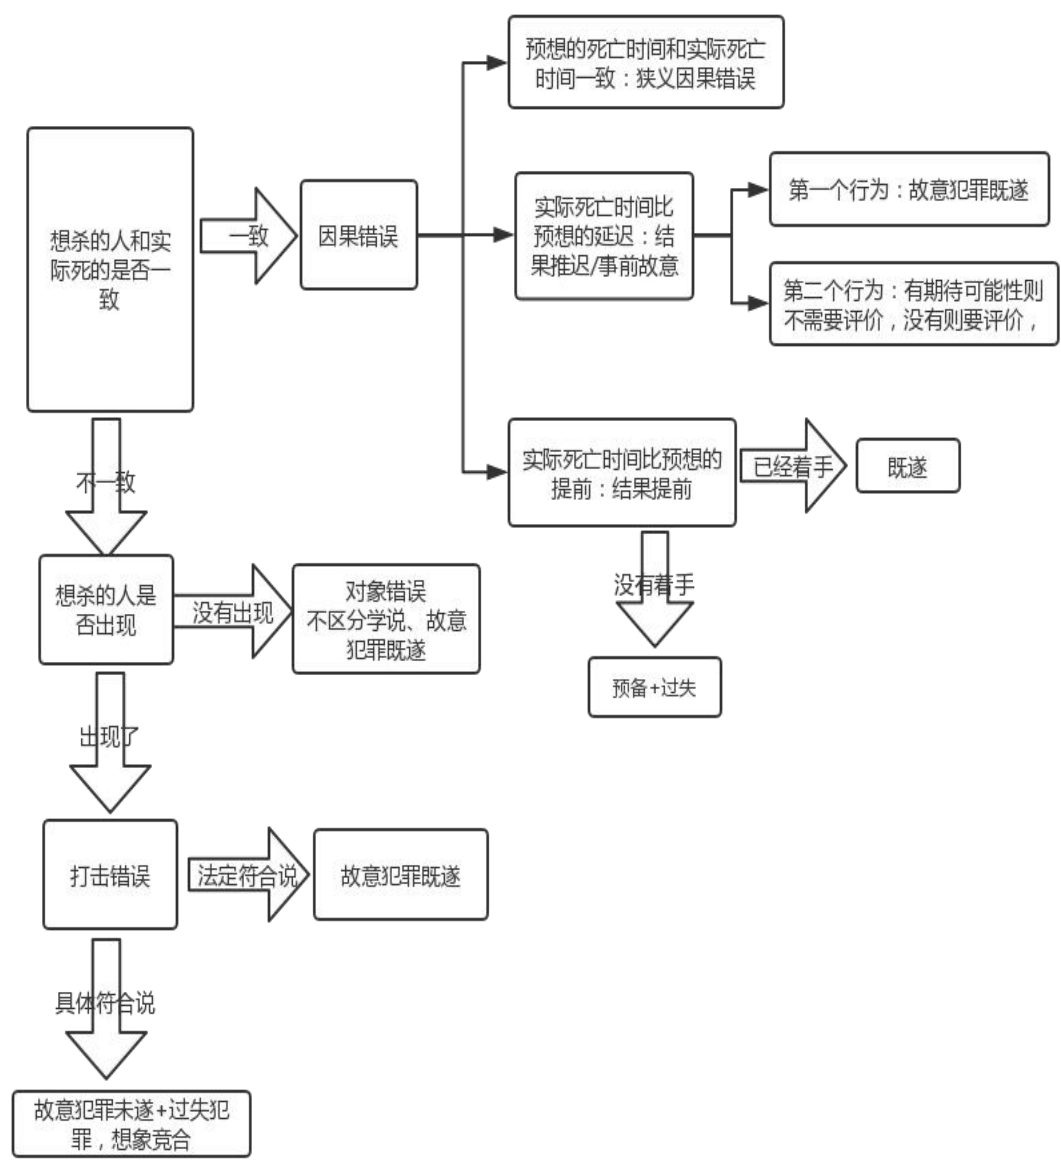 想杀的人和实
际死的是否一
致
一致
因果错误
预想的死亡时间和实际死亡
时间一致：狭义因果错误
实际死亡时间比
预想的延迟：结
果推迟/事前故意
第一个行为：故意犯罪既遂
第二个行为：有期待可能性则
不需要评价，没有则要评价，
实际死亡时间比预想的
提前：结果提前
已经着手
既遂
没有着手
预备+过失
不一致
想杀的人是
否出现
没有出现
对象错误
不区分学说、故意
犯罪既遂
出现了
打击错误
法定符合说
故意犯罪既遂
具体符合说
故意犯罪未遂+过失犯
罪，想象竞合